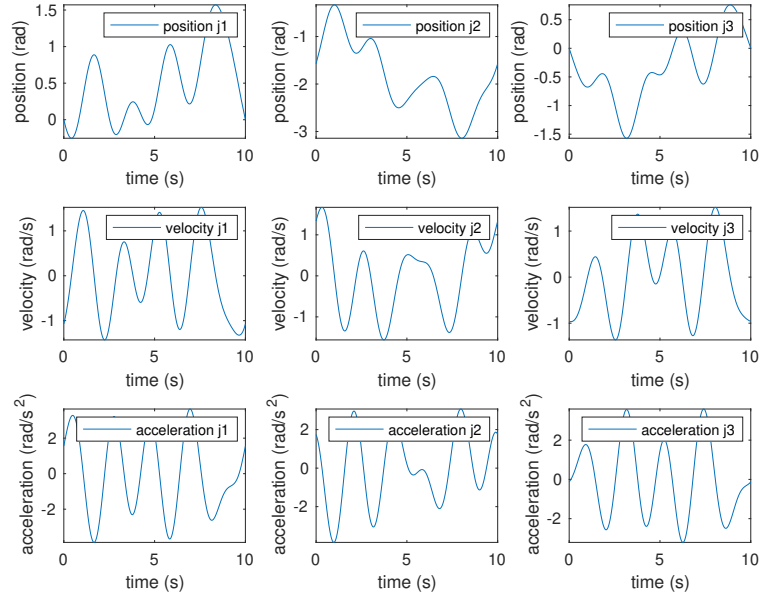 position j1
position (rad)
1.5
1
0.5
0
0
5
10
time (s)
position j2
position (rad)
-1
-2
-3
0
5
10
time (s)
position j3
position (rad)
0.5
0
-0.5
-1
-1.5
0
5
10
time (s)
velocity j1
velocity (rad/s)
1
0
-1
0
5
10
time (s)
velocity j2
velocity (rad/s)
1
0
-1
0
5
10
time (s)
velocity j3
velocity (rad/s)
1
0
-1
0
5
10
time (s)
acceleration j1
acceleration (rad/s²)
2
0
-2
0
5
10
time (s)
acceleration j2
acceleration (rad/s²)
2
0
-2
0
5
10
time (s)
acceleration j3
acceleration (rad/s²)
2
0
-2
0
5
10
time (s)